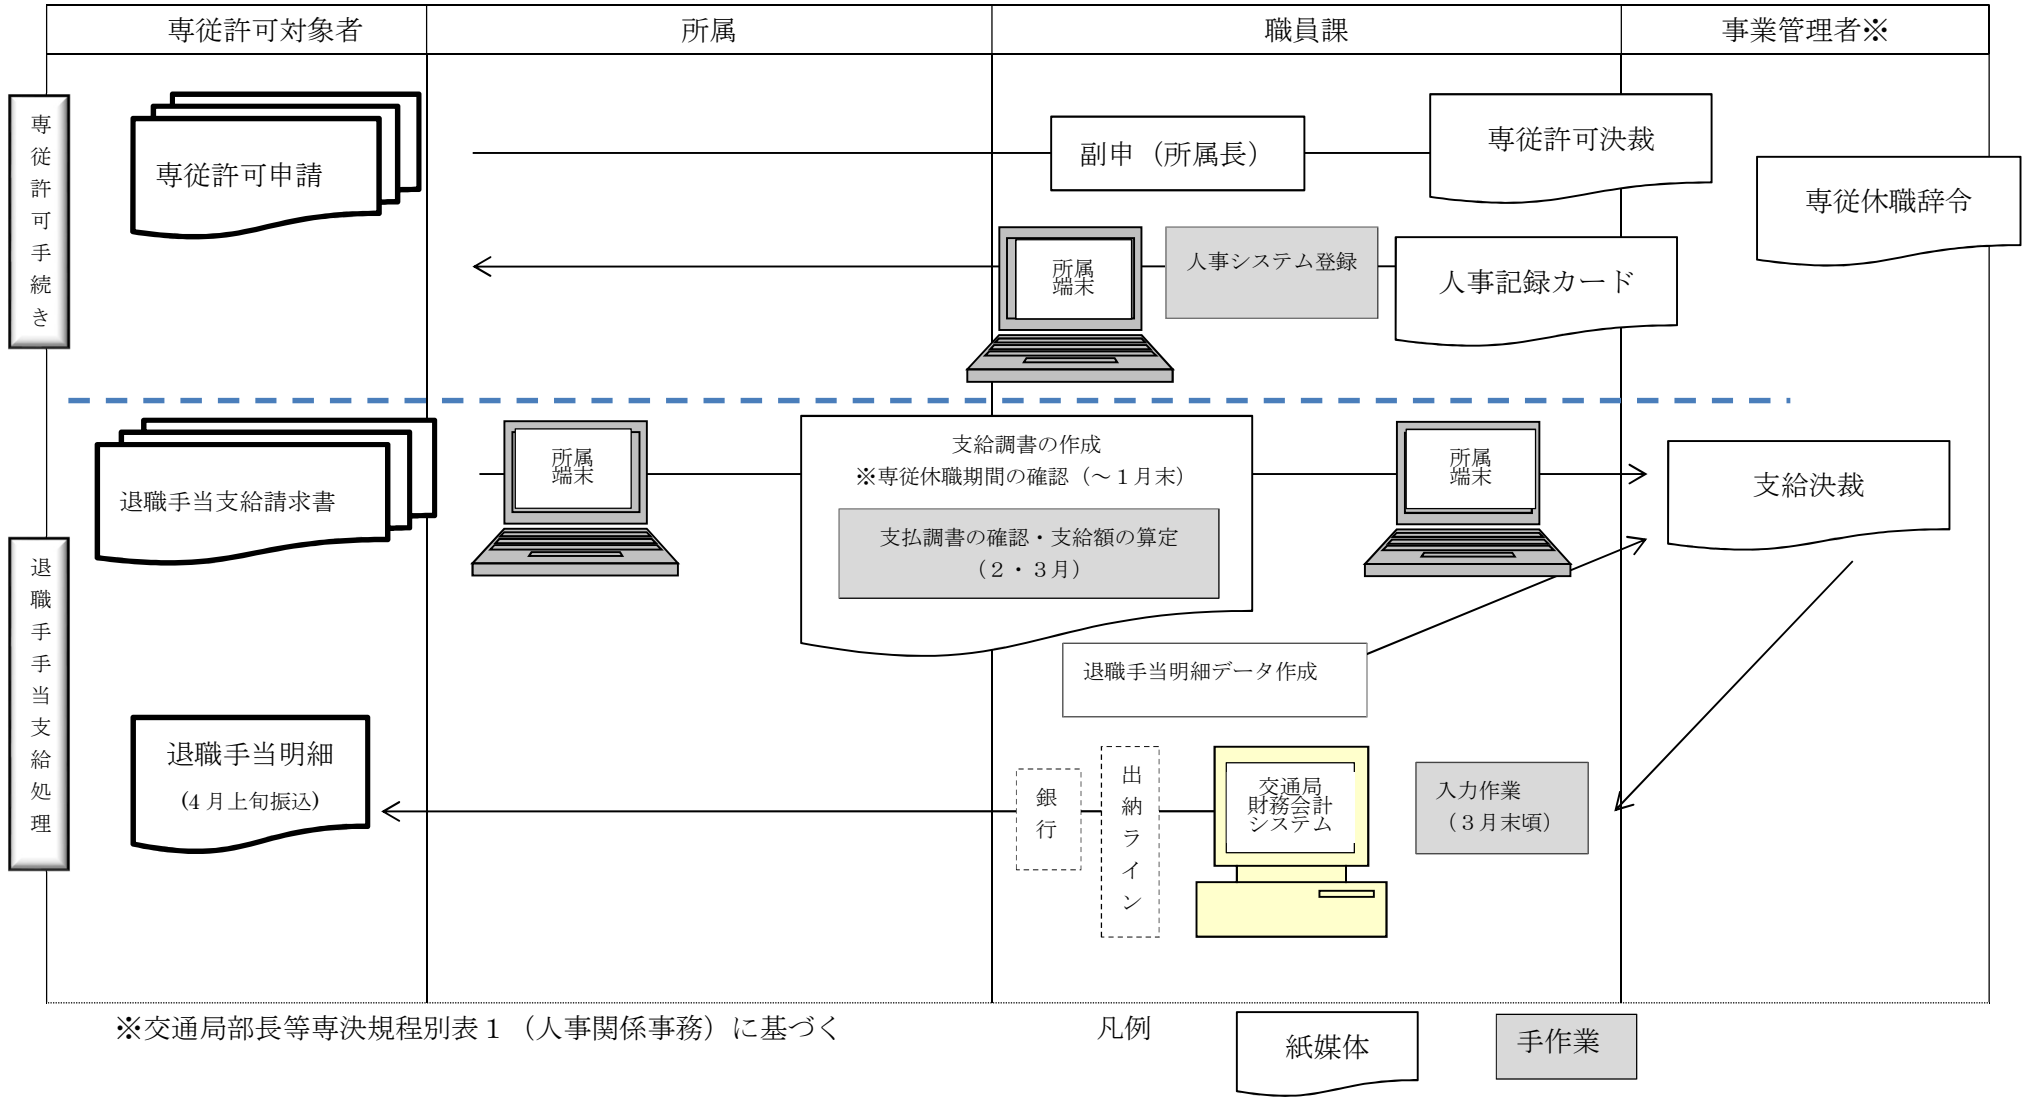 専従許可対象者
所属
職員課
事業管理者※
専従許可手続き
専従許可申請
副申（所属長）
専従許可決裁
専従休職辞令
所属
端末
人事システム登録
人事記録カード
退職手当支給処理
退職手当支給請求書
所属
端末
支給調書の作成
※専従休職期間の確認（～１月末）
支払調書の確認・支給額の算定
（２・３月）
所属
端末
支給決裁
退職手当明細データ作成
退職手当明細
(4 月上旬振込)
銀行
出納ライン
交通局
財務会計
システム
入力作業
（３月末頃）
※交通局部長等専決規程別表１（人事関係事務）に基づく
凡例
紙媒体
手作業